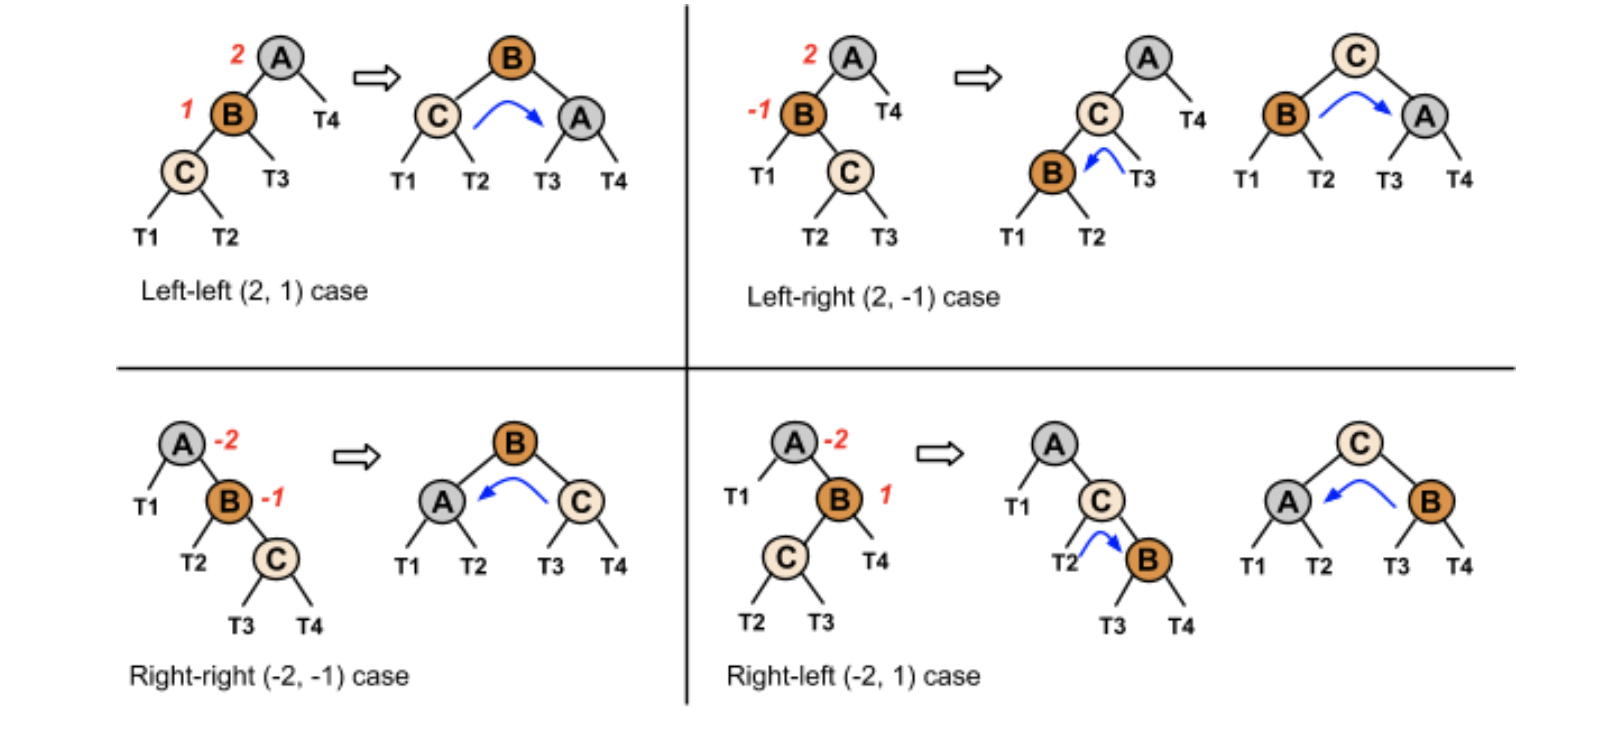 2 A B
1 B T4 C A
C T3 T1 T2 T3 T4
T1 T2
Left-left (2, 1) case
2 A A C
-1 B T4 C T4 B A
T1 C B T3 T1 T2 T3 T4
T2 T3 T1 T2
Left-right (2, -1) case
A -2 B
T1 B -1 A C
T2 C T1 T2 T3 T4
T3 T4
Right-right (-2, -1) case
A -2 A C
T1 B 1 T1 C A B
C T4 T2 B T1 T2 T3 T4
T2 T3 T3 T4
Right-left (-2, 1) case